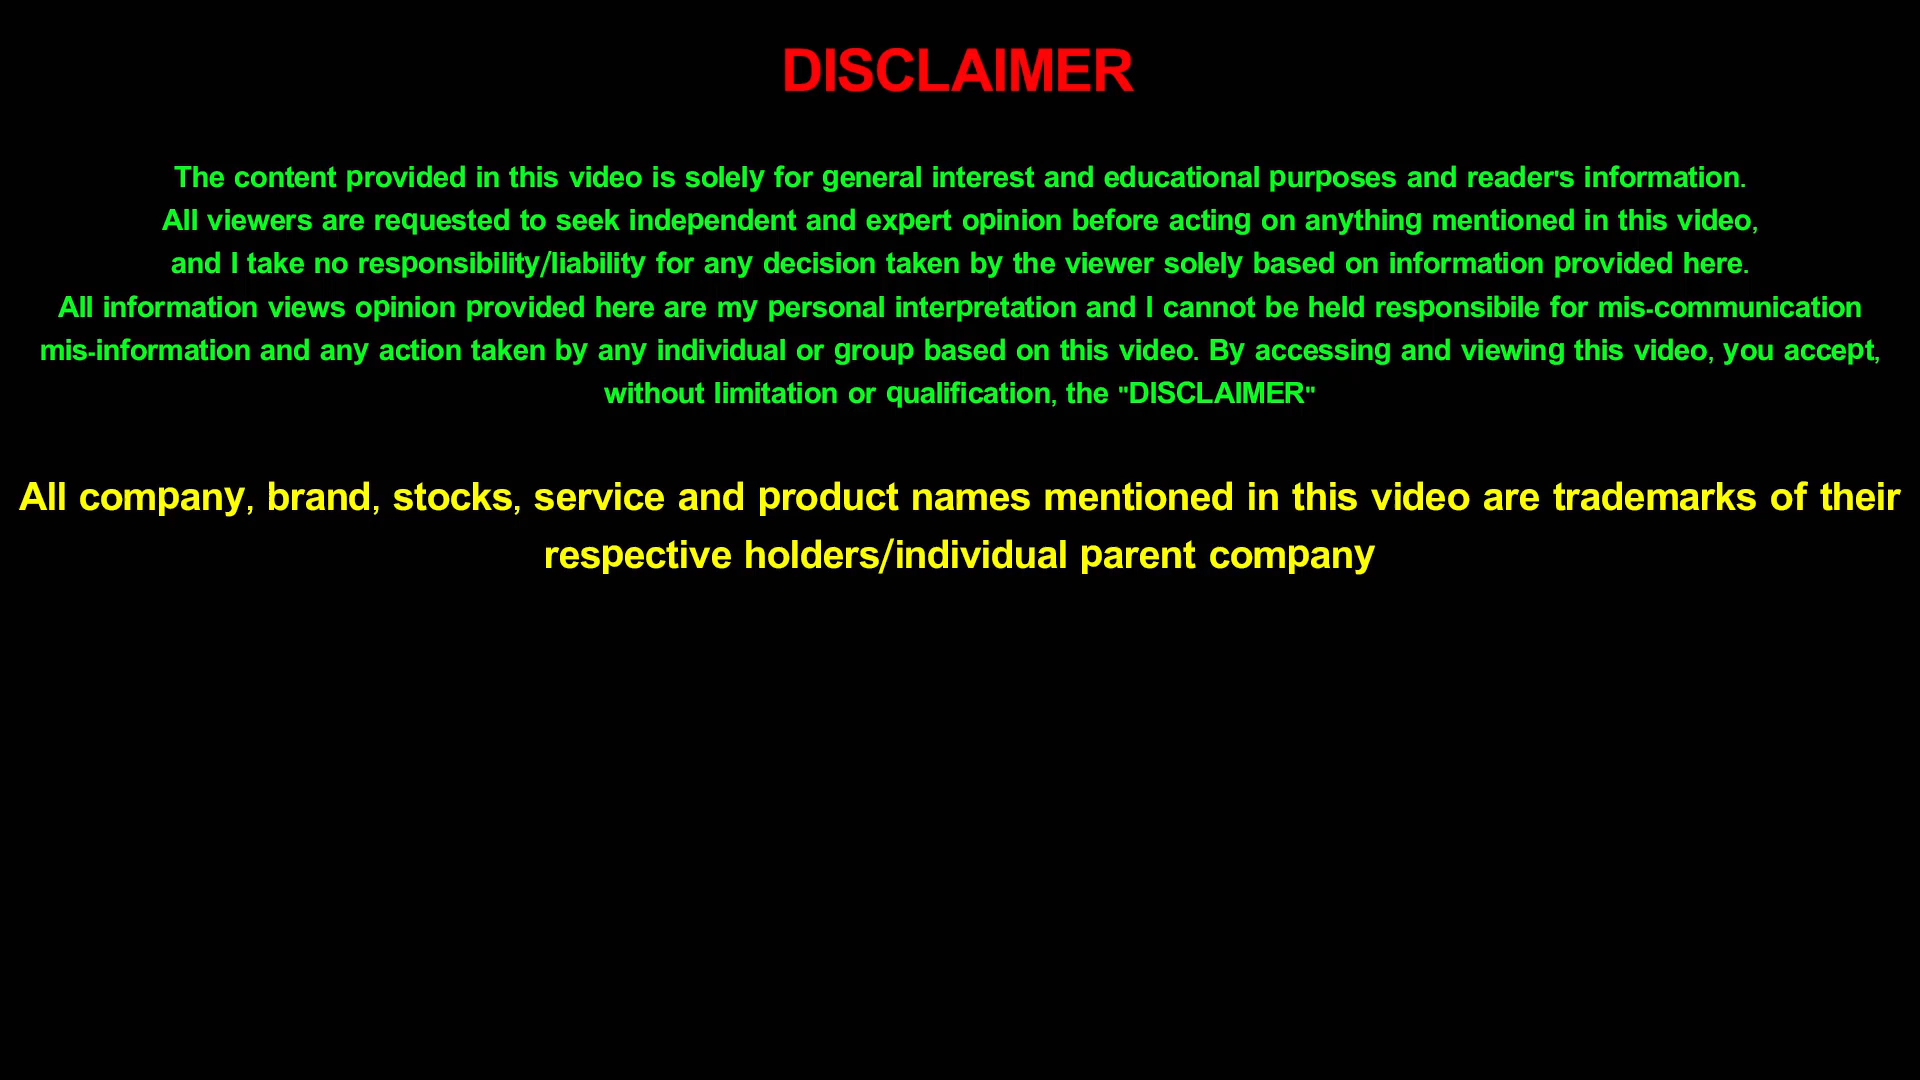 DISCLAIMER
The content provided in this video is solely for general interest and educational purposes and reader's information.
All viewers are requested to seek independent and expert opinion before acting on anything mentioned in this video,
and I take no responsibility/liability for any decision taken by the viewer solely based on information provided here.
All information views opinion provided here are my personal interpretation and I cannot be held responsibile for mis-communication
mis-information and any action taken by any individual or group based on this video. By accessing and viewing this video, you accept,
without limitation or qualification, the "DISCLAIMER"
All company, brand, stocks, service and product names mentioned in this video are trademarks of their
respective holders/individual parent company